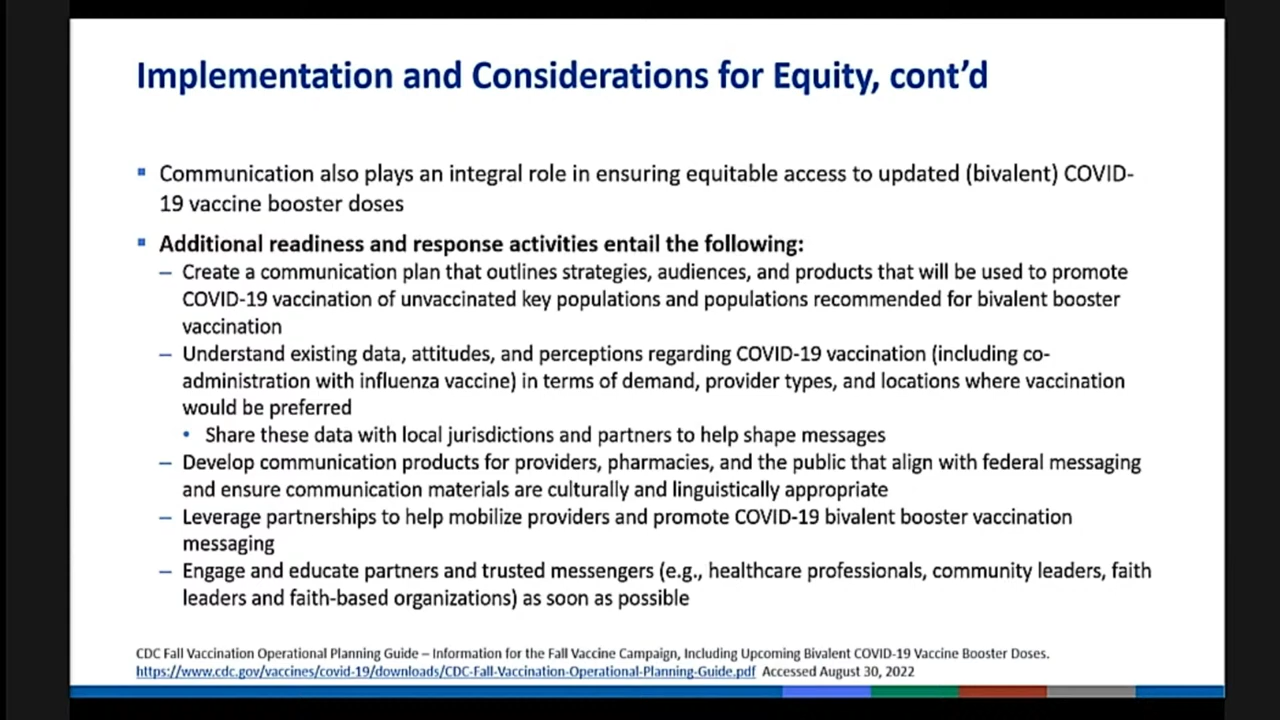 Implementation and Considerations for Equity, cont’d
▪ Communication also plays an integral role in ensuring equitable access to updated (bivalent) COVID-
19 vaccine booster doses
▪ Additional readiness and response activities entail the following:
– Create a communication plan that outlines strategies, audiences, and products that will be used to promote
COVID-19 vaccination of unvaccinated key populations and populations recommended for bivalent booster
vaccination
– Understand existing data, attitudes, and perceptions regarding COVID-19 vaccination (including co-
administration with influenza vaccine) in terms of demand, provider types, and locations where vaccination
would be preferred
• Share these data with local jurisdictions and partners to help shape messages
– Develop communication products for providers, pharmacies, and the public that align with federal messaging
and ensure communication materials are culturally and linguistically appropriate
– Leverage partnerships to help mobilize providers and promote COVID-19 bivalent booster vaccination
messaging
– Engage and educate partners and trusted messengers (e.g., healthcare professionals, community leaders, faith
leaders and faith-based organizations) as soon as possible
CDC Fall Vaccination Operational Planning Guide – Information for the Fall Vaccine Campaign, Including Upcoming Bivalent COVID-19 Vaccine Booster Doses.
https://www.cdc.gov/vaccines/covid-19/downloads/CDC-Fall-Vaccination-Operational-Planning-Guide.pdf Accessed August 30, 2022